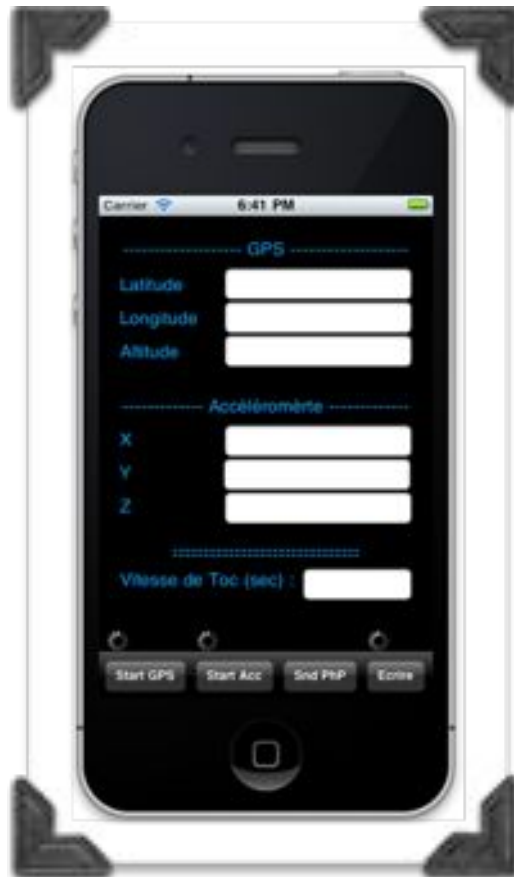 Carrier 6:41 PM
---------------- GPS ------------------
Latitude
Longitude
Altitude
------------ Accéléromèrte ------------
X
Y
Z
::::::::::::::::::::::::::::::::::::
Vitesse de Toc (sec) :
Start GPS Start Acc Snd PhP Ecrire